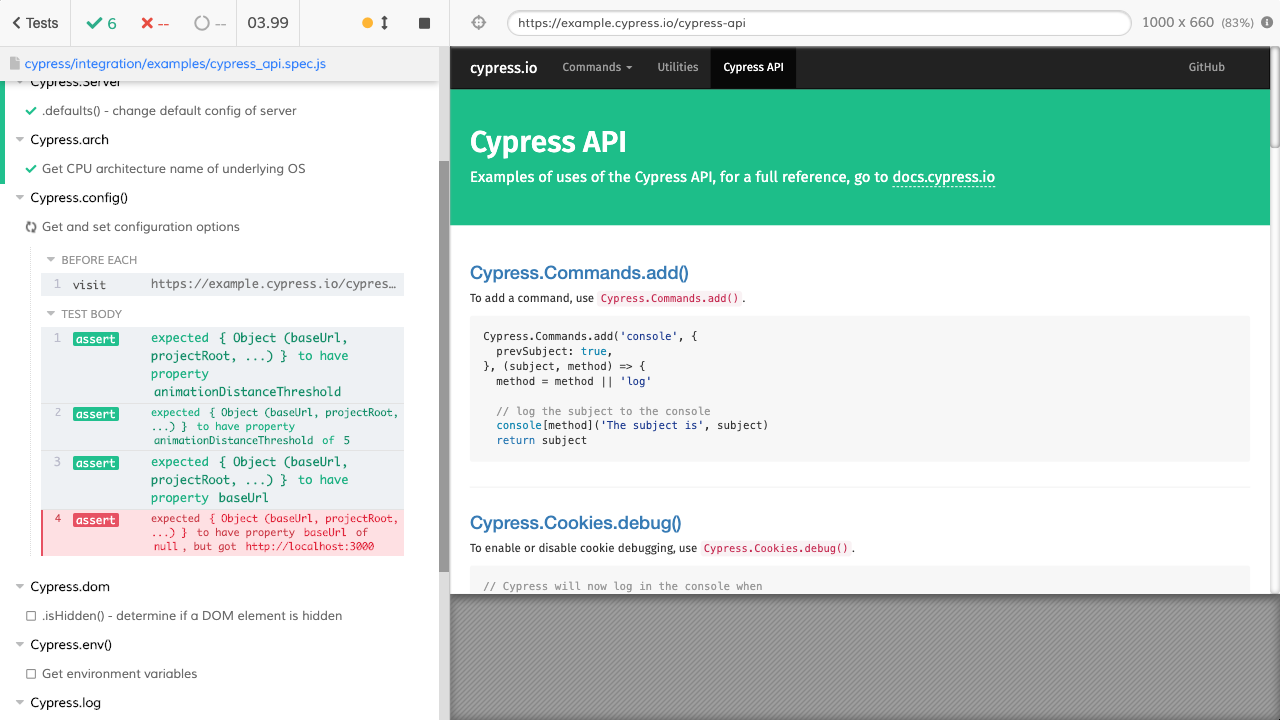 Tests
6
--
--
03.99
https://example.cypress.io/cypress-api
1000 x 660 (83%)
cypress/integration/examples/cypress_api.spec.js
Cypress.Server
.defaults() - change default config of server
Cypress.arch
Get CPU architecture name of underlying OS
Cypress.config()
Get and set configuration options
BEFORE EACH
1 visit https://example.cypress.io/cypres…
TEST BODY
1 assert expected { Object (baseUrl,
projectRoot, ...) } to have
property
animationDistanceThreshold
2 assert expected { Object (baseUrl, projectRoot,
...) } to have property
animationDistanceThreshold of 5
3 assert expected { Object (baseUrl,
projectRoot, ...) } to have
property baseUrl
4 assert expected { Object (baseUrl, projectRoot,
...) } to have property baseUrl of
null, but got http://localhost:3000
Cypress.dom
.isHidden() - determine if a DOM element is hidden
Cypress.env()
Get environment variables
Cypress.log
cypress.io Commands Utilities Cypress API GitHub
Cypress API
Examples of uses of the Cypress API, for a full reference, go to docs.cypress.io
Cypress.Commands.add()
To add a command, use Cypress.Commands.add().
Cypress.Commands.add('console', {
prevSubject: true,
}, (subject, method) => {
method = method || 'log'
// log the subject to the console
console[method]('The subject is', subject)
return subject
Cypress.Cookies.debug()
To enable or disable cookie debugging, use Cypress.Cookies.debug().
// Cypress will now log in the console when